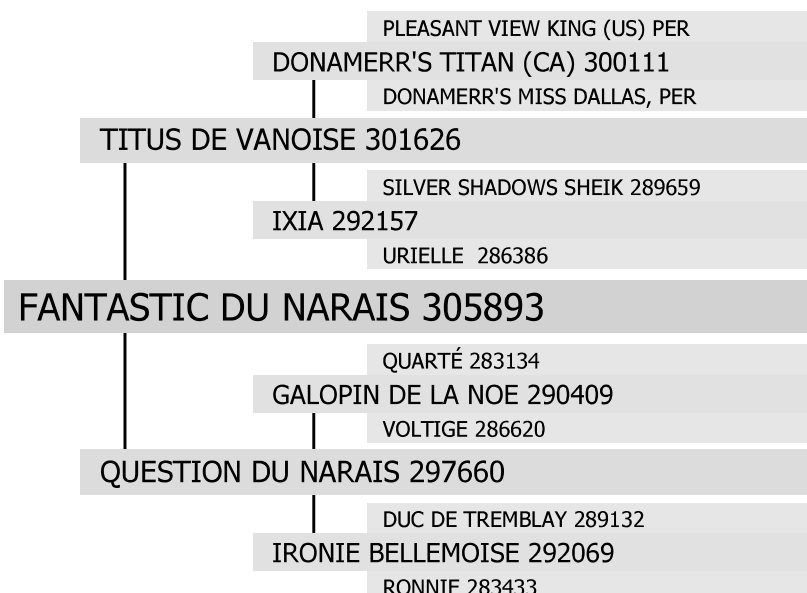 PLEASANT VIEW KING (US) PER
DONAMERR'S TITAN (CA) 300111
DONAMERR'S MISS DALLAS, PER
TITUS DE VANOISE 301626
SILVER SHADOWS SHEIK 289659
IXIA 292157
URIELLE  286386
FANTASTIC DU NARAIS 305893
QUARTÉ 283134
GALOPIN DE LA NOE 290409
VOLTIGE 286620
QUESTION DU NARAIS 297660
DUC DE TREMBLAY 289132
IRONIE BELLEMOISE 292069
RONNIE 283433